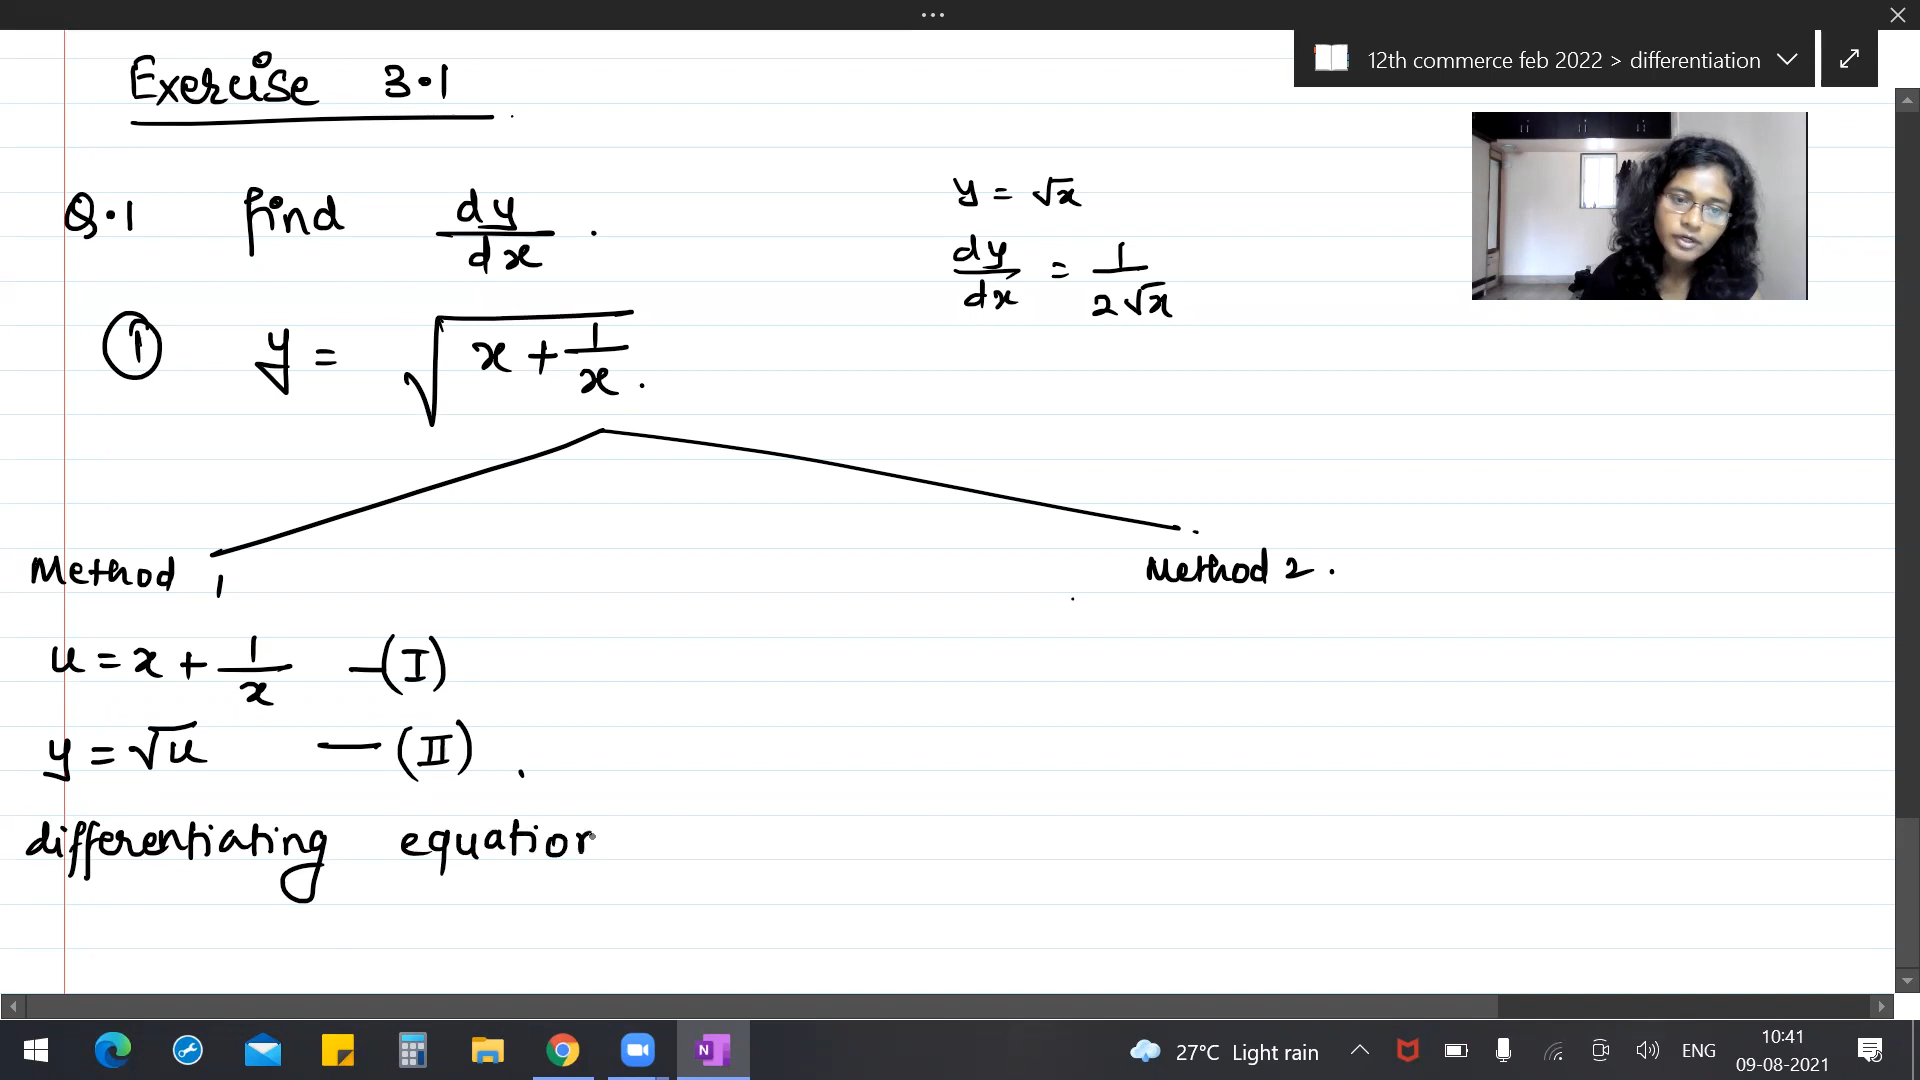 ...
12th commerce feb 2022 > differentiation
Exercise 3.1
Q.1 find dy/dx .
① y = √(x + 1/x) .
y = √x
dy/dx = 1/(2√x)
Method 1
u = x + 1/x —(I)
y = √u — (II) .
differentiating equation
Method 2 .
27°C Light rain
ENG
10:41
09-08-2021